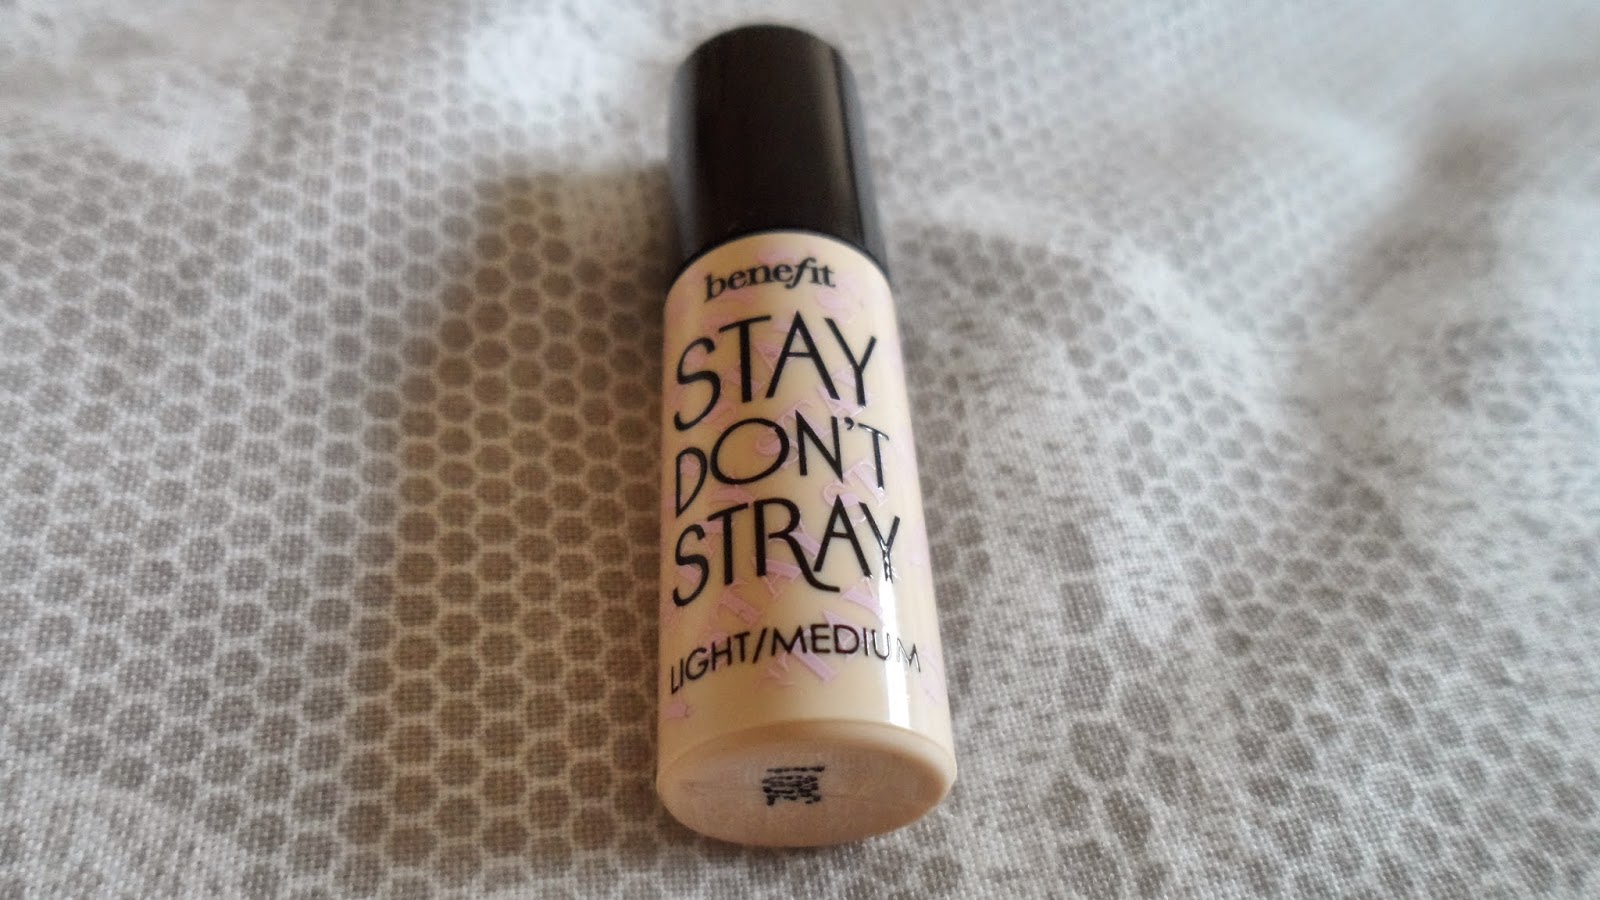 benefit
STAY
DON'T
STRAY
LIGHT/MEDIUM